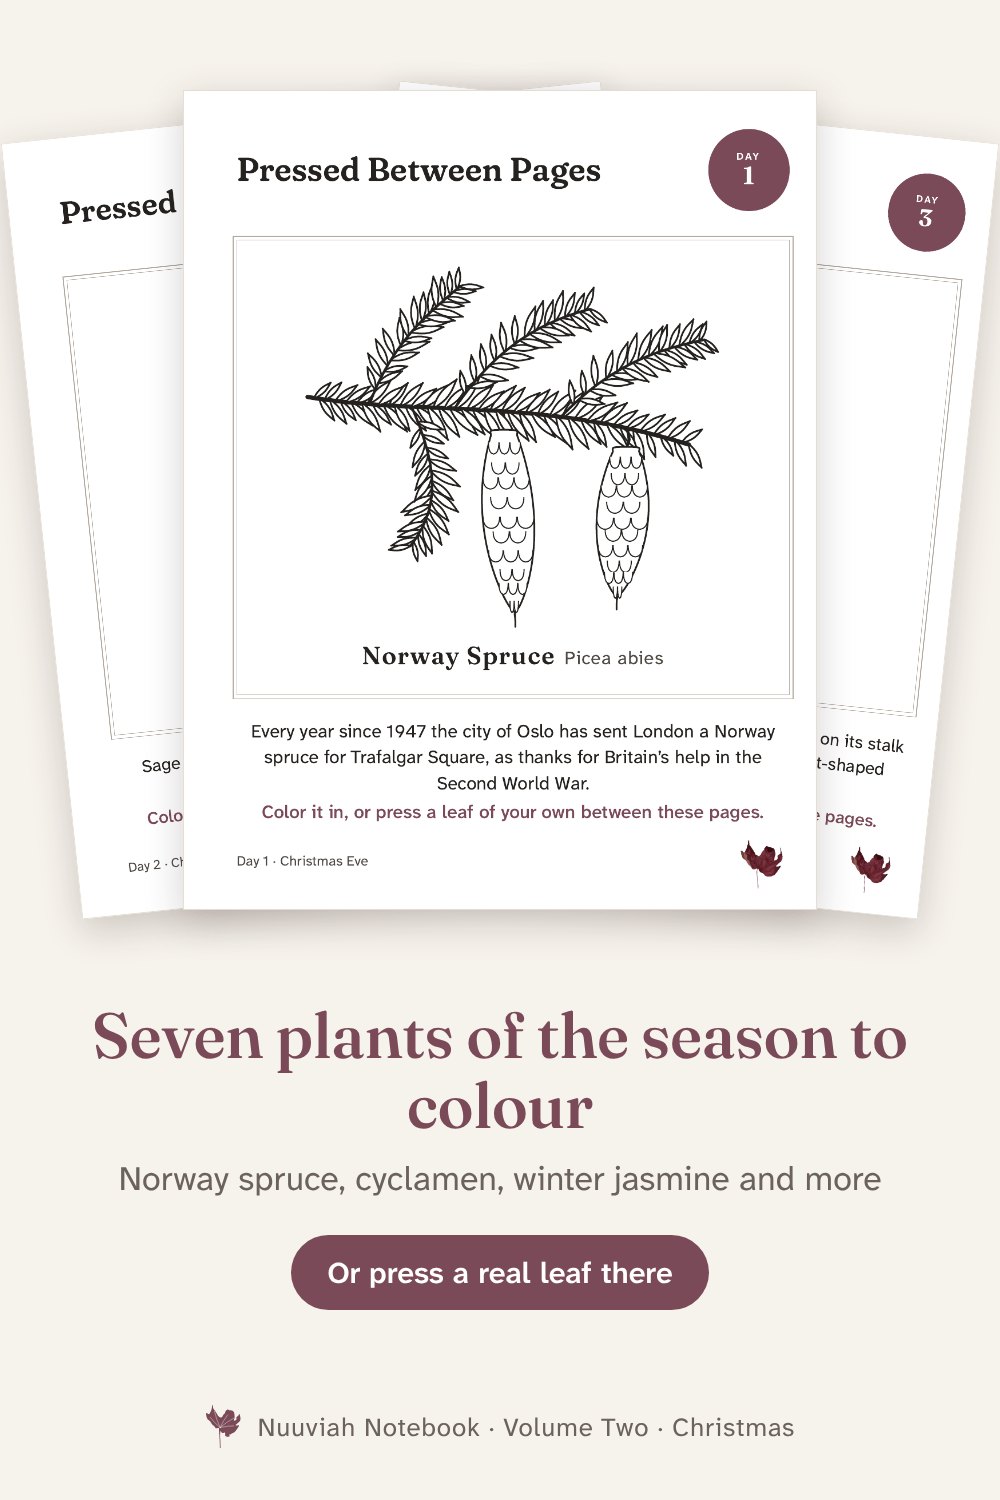 Pressed Between Pages
DAY
1
Norway Spruce Picea abies
Every year since 1947 the city of Oslo has sent London a Norway
spruce for Trafalgar Square, as thanks for Britain's help in the
Second World War.
Color it in, or press a leaf of your own between these pages.
Day 1 · Christmas Eve
Pressed
Sage
Colo
Day 2 · Ch
DAY
3
on its stalk
t-shaped
e pages.
Seven plants of the season to
colour
Norway spruce, cyclamen, winter jasmine and more
Or press a real leaf there
Nuuviah Notebook · Volume Two · Christmas